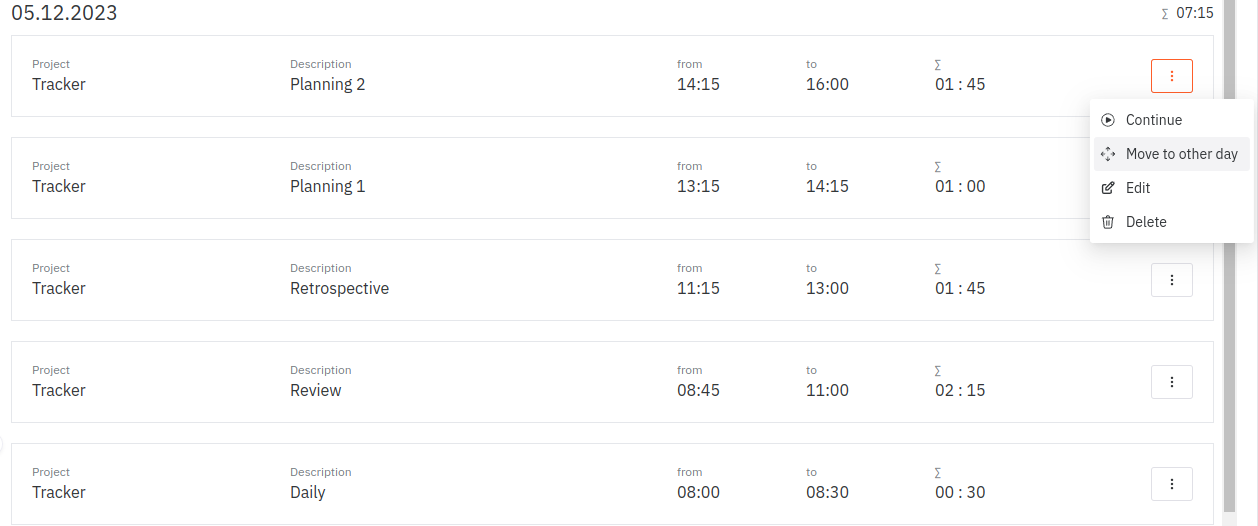 05.12.2023 ∑ 07:15
Project Description from to ∑
Tracker Planning 2 14:15 16:00 01 : 45
Continue
Move to other day
Edit
Delete
Project Description from to ∑
Tracker Planning 1 13:15 14:15 01 : 00
Project Description from to ∑
Tracker Retrospective 11:15 13:00 01 : 45
Project Description from to ∑
Tracker Review 08:45 11:00 02 : 15
Project Description from to ∑
Tracker Daily 08:00 08:30 00 : 30